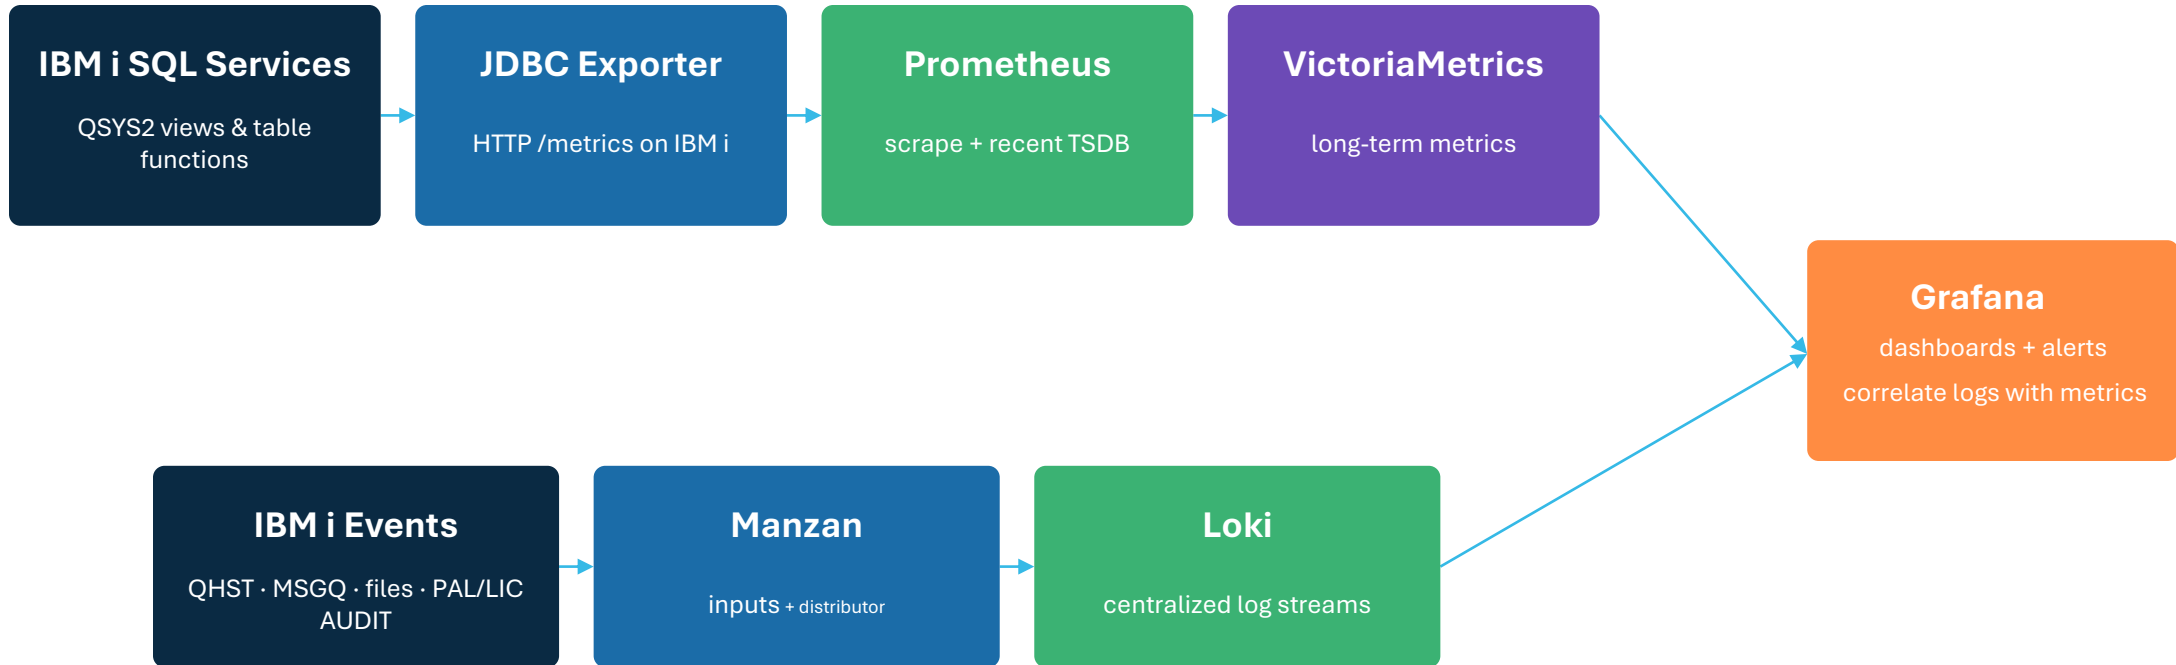 IBM i SQL Services
QSYS2 views & table
functions
JDBC Exporter
HTTP /metrics on IBM i
Prometheus
scrape + recent TSDB
VictoriaMetrics
long-term metrics
Grafana
dashboards + alerts
correlate logs with metrics
IBM i Events
QHST · MSGQ · files · PAL/LIC
AUDIT
Manzan
inputs + distributor
Loki
centralized log streams